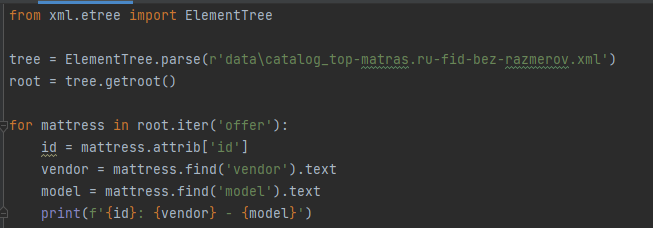 from xml.etree import ElementTree
tree = ElementTree.parse(r'data\catalog_top-matras.ru-fid-bez-razmerov.xml')
root = tree.getroot()
for mattress in root.iter('offer'):
    id = mattress.attrib['id']
    vendor = mattress.find('vendor').text
    model = mattress.find('model').text
    print(f'{id}: {vendor} - {model}')